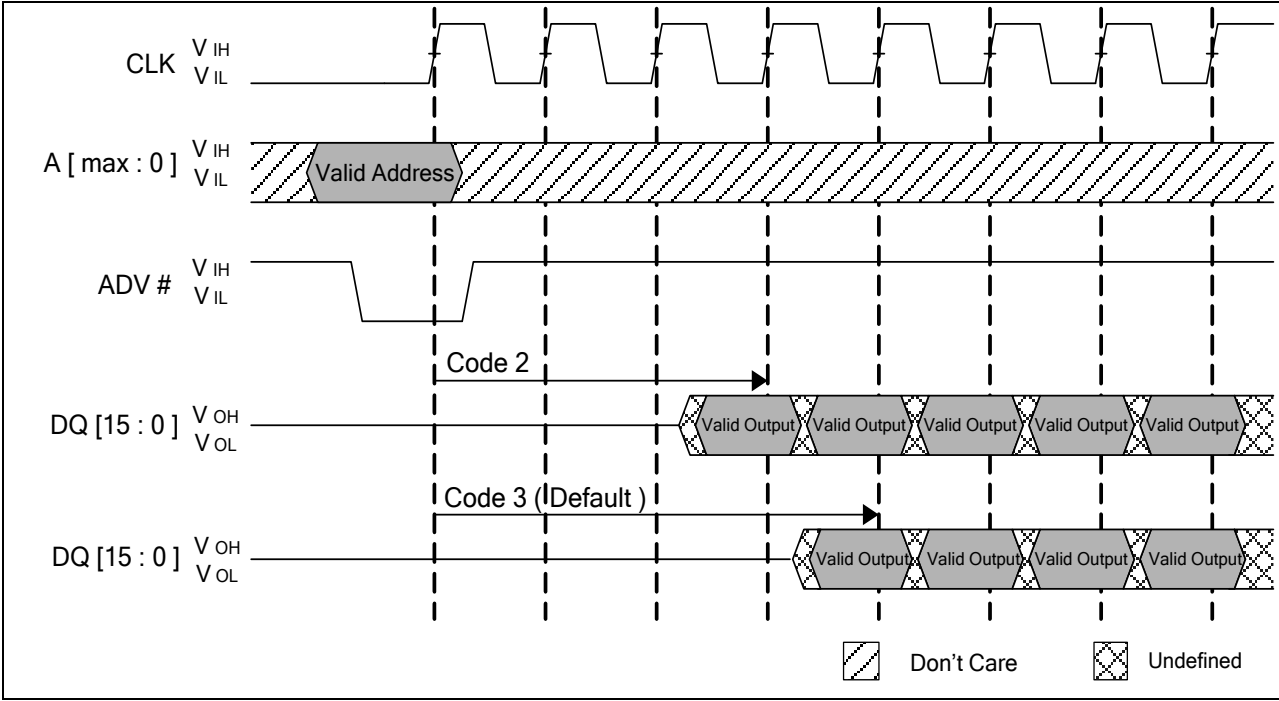 CLK V IH
V IL
A [ max : 0 ] V IH
V IL
Valid Address
ADV # V IH
V IL
Code 2
DQ [15 : 0 ] V OH
V OL
Valid Output Valid Output Valid Output Valid Output Valid Output
Code 3 ( Default )
DQ [15 : 0 ] V OH
V OL
Valid Output Valid Output Valid Output Valid Output
Don't Care Undefined